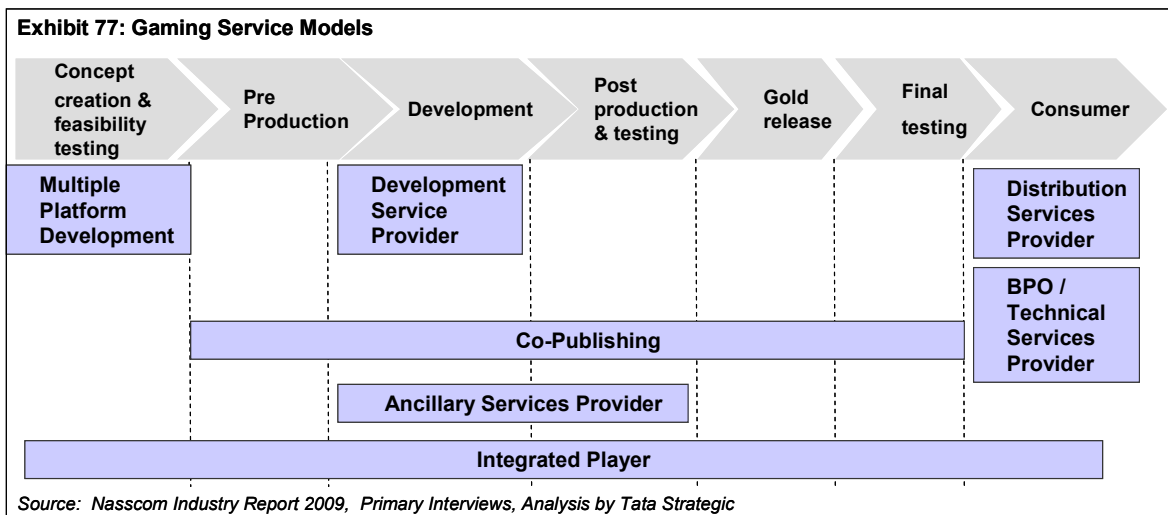 Exhibit 77: Gaming Service Models
Concept
creation &
feasibility
testing
Pre
Production
Development
Post
production
& testing
Gold
release
Final
testing
Consumer
Multiple
Platform
Development
Development
Service
Provider
Distribution
Services
Provider
BPO /
Technical
Services
Provider
Co-Publishing
Ancillary Services Provider
Integrated Player
Source: Nasscom Industry Report 2009, Primary Interviews, Analysis by Tata Strategic